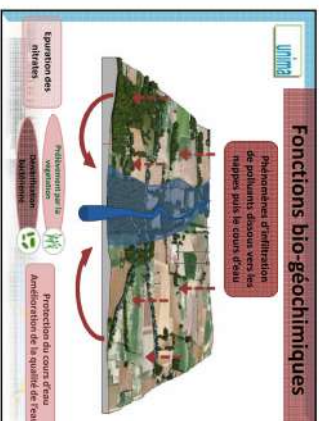 unima
Fonctions bio-géochimiques
Phénomènes d'infiltration
de polluants dissous vers les
nappes puis le cours d'eau
Epuration des
nitrates
Prélèvement par la
végétation
Dénitrification
bactérienne
Protection du cours d'eau
Amélioration de la qualité de l'eau